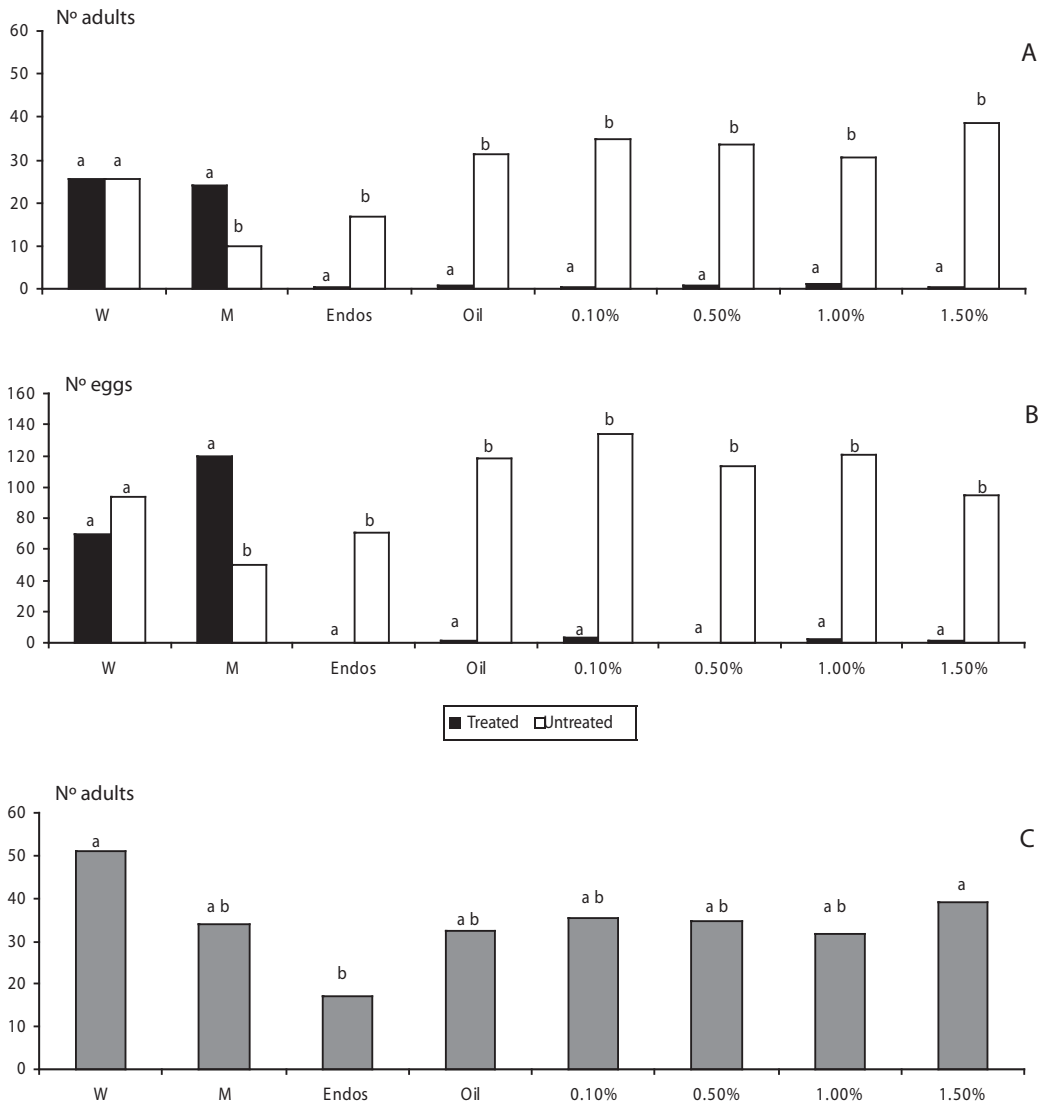 Nº adults
A
60
50
40
30
20
10
0
a a a b a b a b a b a b a b a b
W M Endos Oil 0.10% 0.50% 1.00% 1.50%
Nº eggs
B
160
140
120
100
80
60
40
20
0
a a a b a b a b a b a b a b a b
W M Endos Oil 0.10% 0.50% 1.00% 1.50%
Treated Untreated
Nº adults
C
60
50
40
30
20
10
0
a a b b a b a b a b a b a
W M Endos Oil 0.10% 0.50% 1.00% 1.50%